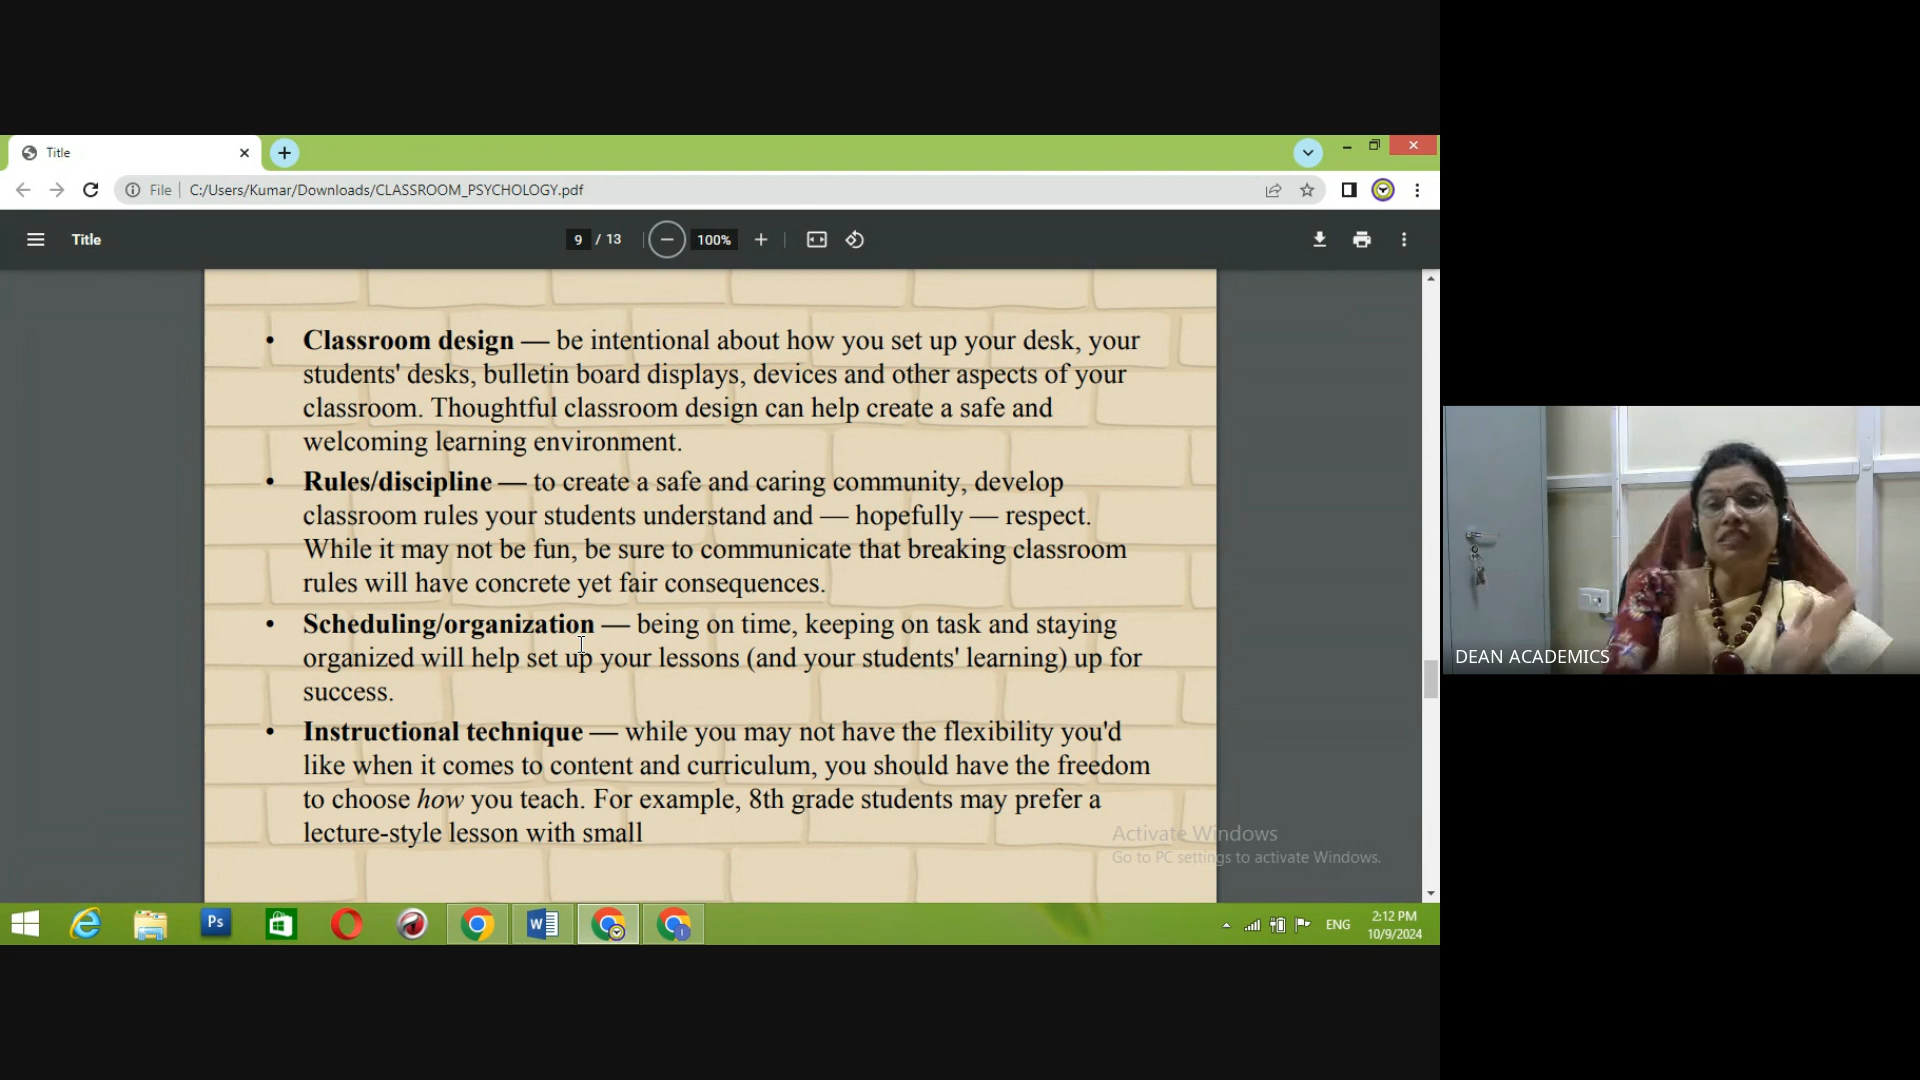 Title
File
C:/Users/Kumar/Downloads/CLASSROOM_PSYCHOLOGY.pdf
Title
9 / 13
100%
• Classroom design — be intentional about how you set up your desk, your
students' desks, bulletin board displays, devices and other aspects of your
classroom. Thoughtful classroom design can help create a safe and
welcoming learning environment.
• Rules/discipline — to create a safe and caring community, develop
classroom rules your students understand and — hopefully — respect.
While it may not be fun, be sure to communicate that breaking classroom
rules will have concrete yet fair consequences.
• Scheduling/organization — being on time, keeping on task and staying
organized will help set up your lessons (and your students' learning) up for
success.
• Instructional technique — while you may not have the flexibility you'd
like when it comes to content and curriculum, you should have the freedom
to choose how you teach. For example, 8th grade students may prefer a
lecture-style lesson with small
Activate Windows
Go to PC settings to activate Windows.
DEAN ACADEMICS
Ps
W
ENG
2:12 PM
10/9/2024